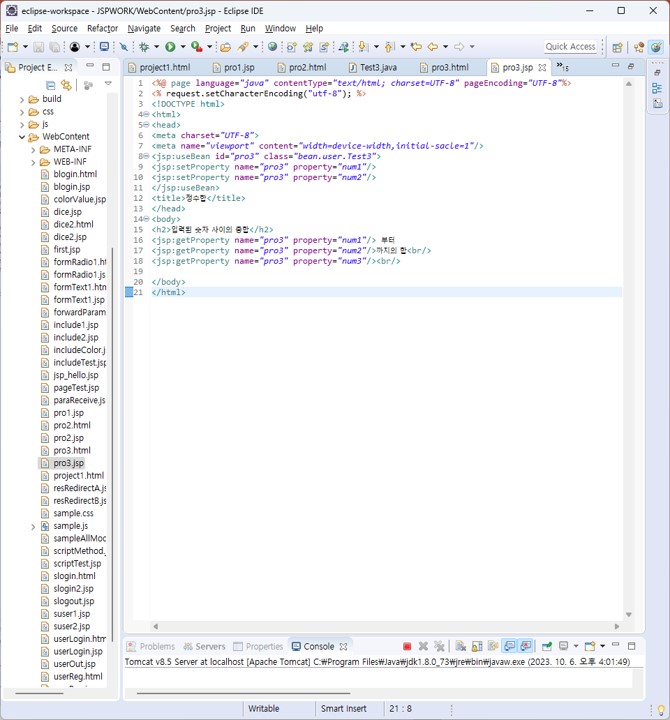 eclipse-workspace - JSPWORK/WebContent/pro3.jsp - Eclipse IDE
File Edit Source Refactor Navigate Search Project Run Window Help
Quick Access
Project E...
project1.html pro1.jsp pro2.html Test3.java pro3.html pro3.jsp
build
css
js
WebContent
META-INF
WEB-INF
blogin.html
blogin.jsp
colorValue.jsp
dice.jsp
dice2.html
dice2.jsp
first.jsp
formRadio1.ht
formRadio1.js
formText1.htn
formText1.jsp
forwardParam
include1.jsp
include2.jsp
includeColor.j
includeTest.jsp
jsp_hello.jsp
pageTest.jsp
paraReceive.js
pro1.jsp
pro2.html
pro2.jsp
pro3.html
pro3.jsp
project1.html
resRedirectA.j
resRedirectB.js
sample.css
sample.js
sampleAllMoc
scriptMethod.
scriptTest.jsp
slogin.html
slogin2.jsp
slogout.jsp
suser1.jsp
suser2.jsp
userLogin.htm
userLogin.jsp
userOut.jsp
userReg.html
1 <%@ page language="java" contentType="text/html; charset=UTF-8" pageEncoding="UTF-8"%>
2 <% request.setCharacterEncoding("utf-8"); %>
3 <!DOCTYPE html>
4 <html>
5 <head>
6 <meta charset="UTF-8">
7 <meta name="viewport" content="width=device-width,initial-sacle=1"/>
8 <jsp:useBean id="pro3" class="bean.user.Test3">
9 <jsp:setProperty name="pro3" property="num1"/>
10 <jsp:setProperty name="pro3" property="num2"/>
11 </jsp:useBean>
12 <title>정수합</title>
13 </head>
14 <body>
15 <h2>입력된 숫자 사이의 총합</h2>
16 <jsp:getProperty name="pro3" property="num1"/> 부터
17 <jsp:getProperty name="pro3" property="num2"/>까지의 합<br/>
18 <jsp:getProperty name="pro3" property="num3"/><br/>
19
20 </body>
21 </html>
Problems Servers Properties Console
Tomcat v8.5 Server at localhost [Apache Tomcat] C:₩Program Files₩Java₩jdk1.8.0_73₩jre₩bin₩javaw.exe (2023. 10. 6. 오후 4:01:49)
Writable Smart Insert 21 : 8